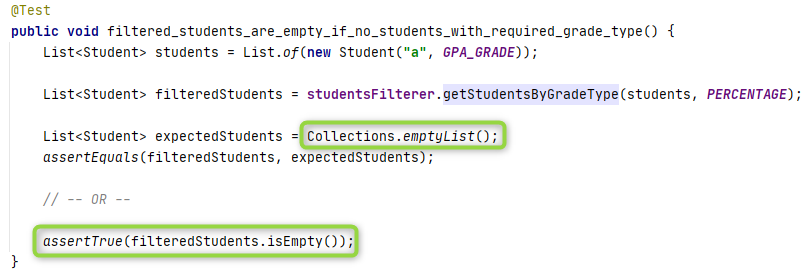 @Test
public void filtered_students_are_empty_if_no_students_with_required_grade_type() {
List<Student> students = List.of(new Student("a", GPA_GRADE));
List<Student> filteredStudents = studentsFilterer.getStudentsByGradeType(students, PERCENTAGE);
List<Student> expectedStudents = Collections.emptyList();
assertEquals(filteredStudents, expectedStudents);
// -- OR --
assertTrue(filteredStudents.isEmpty());
}